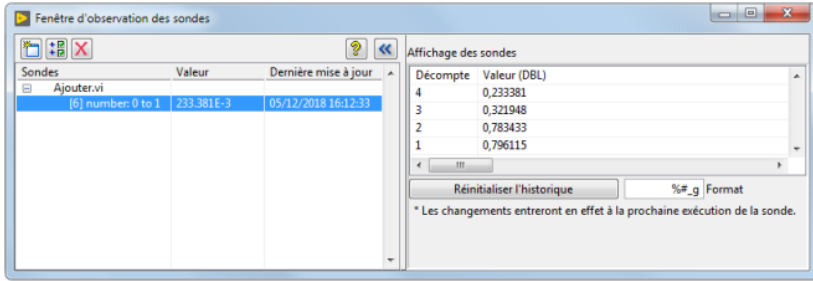 Fenêtre d'observation des sondes
Sondes Valeur Dernière mise à jour
Ajouter.vi
[6] number: 0 to 1 233.381E-3 05/12/2018 16:12:33
Affichage des sondes
Décompte Valeur (DBL)
4 0,233381
3 0,321948
2 0,783433
1 0,796115
Réinitialiser l'historique %#_g Format
* Les changements entreront en effet à la prochaine exécution de la sonde.